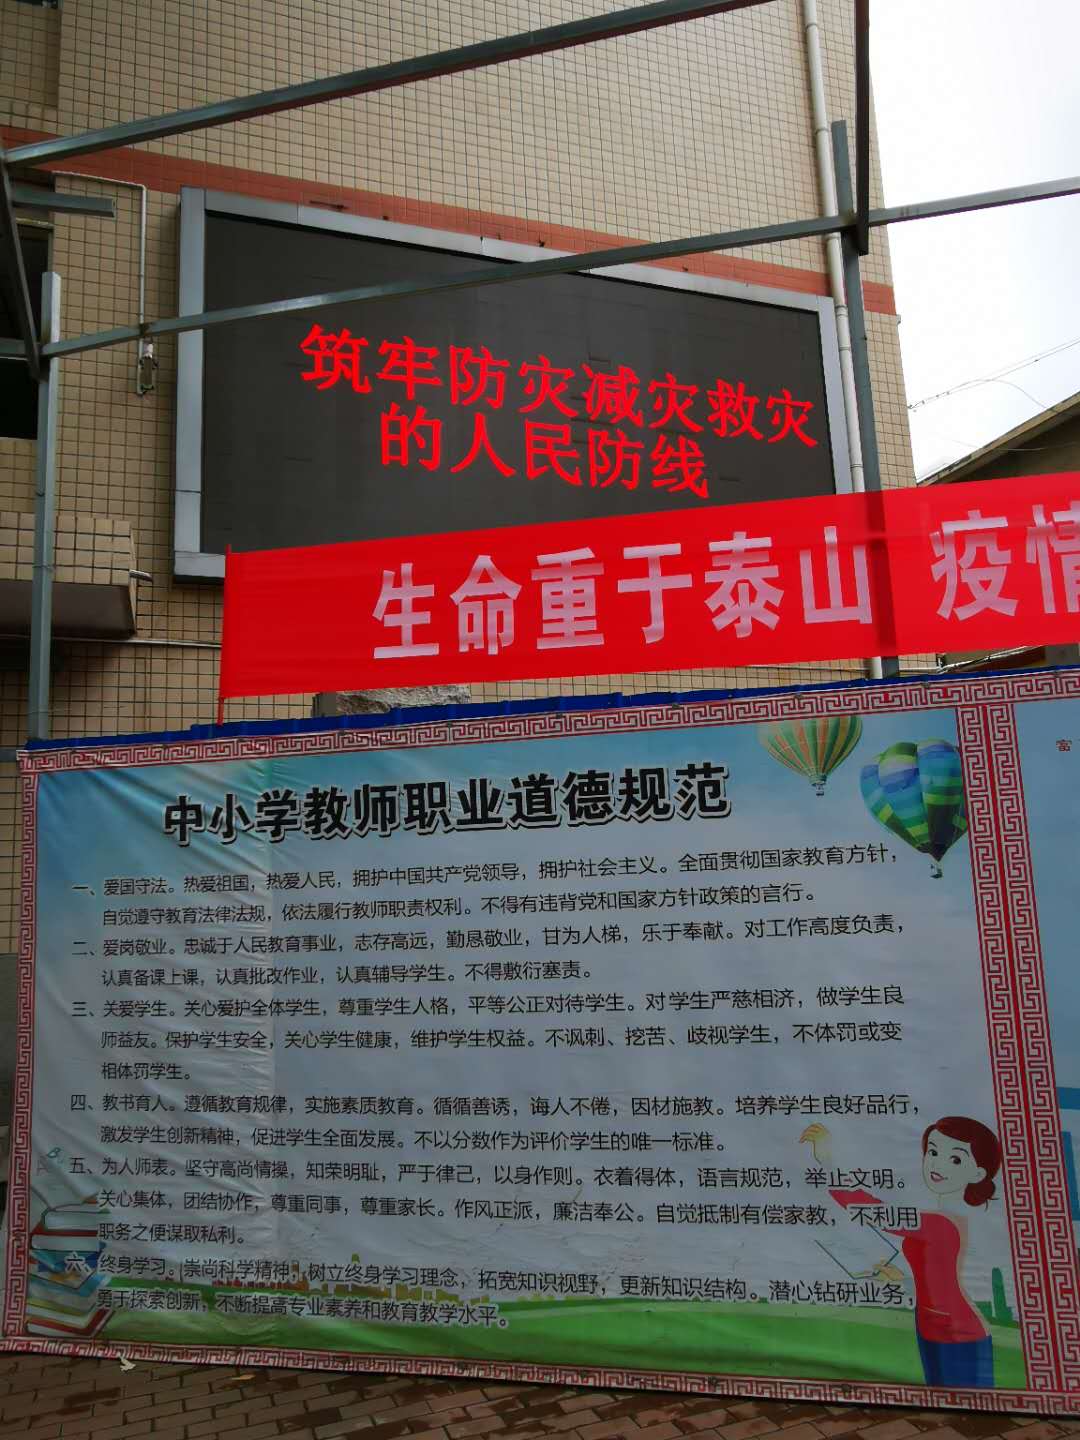 筑牢防灾减灾救灾
的人民防线
生命重于泰山 疫情
中小学教师职业道德规范
富
一、爱国守法。热爱祖国，热爱人民，拥护中国共产党领导，拥护社会主义。全面贯彻国家教育方针，
自觉遵守教育法律法规，依法履行教师职责权利。不得有违背党和国家方针政策的言行。
二、爱岗敬业。忠诚于人民教育事业，志存高远，勤恳敬业，甘为人梯，乐于奉献。对工作高度负责，
认真备课上课，认真批改作业，认真辅导学生。不得敷衍塞责。
三、关爱学生。关心爱护全体学生，尊重学生人格，平等公正对待学生。对学生严慈相济，做学生良
师益友。保护学生安全，关心学生健康，维护学生权益。不讽刺、挖苦、歧视学生，不体罚或变
相体罚学生。
四、教书育人。遵循教育规律，实施素质教育。循循善诱，诲人不倦，因材施教。培养学生良好品行，
激发学生创新精神，促进学生全面发展。不以分数作为评价学生的唯一标准。
五、为人师表。坚守高尚情操，知荣明耻，严于律己，以身作则。衣着得体，语言规范，举止文明。
关心集体，团结协作，尊重同事，尊重家长。作风正派，廉洁奉公。自觉抵制有偿家教，不利用
职务之便谋取私利。
六、终身学习。崇尚科学精神，树立终身学习理念，拓宽知识视野，更新知识结构。潜心钻研业务，
勇于探索创新，不断提高专业素养和教育教学水平。